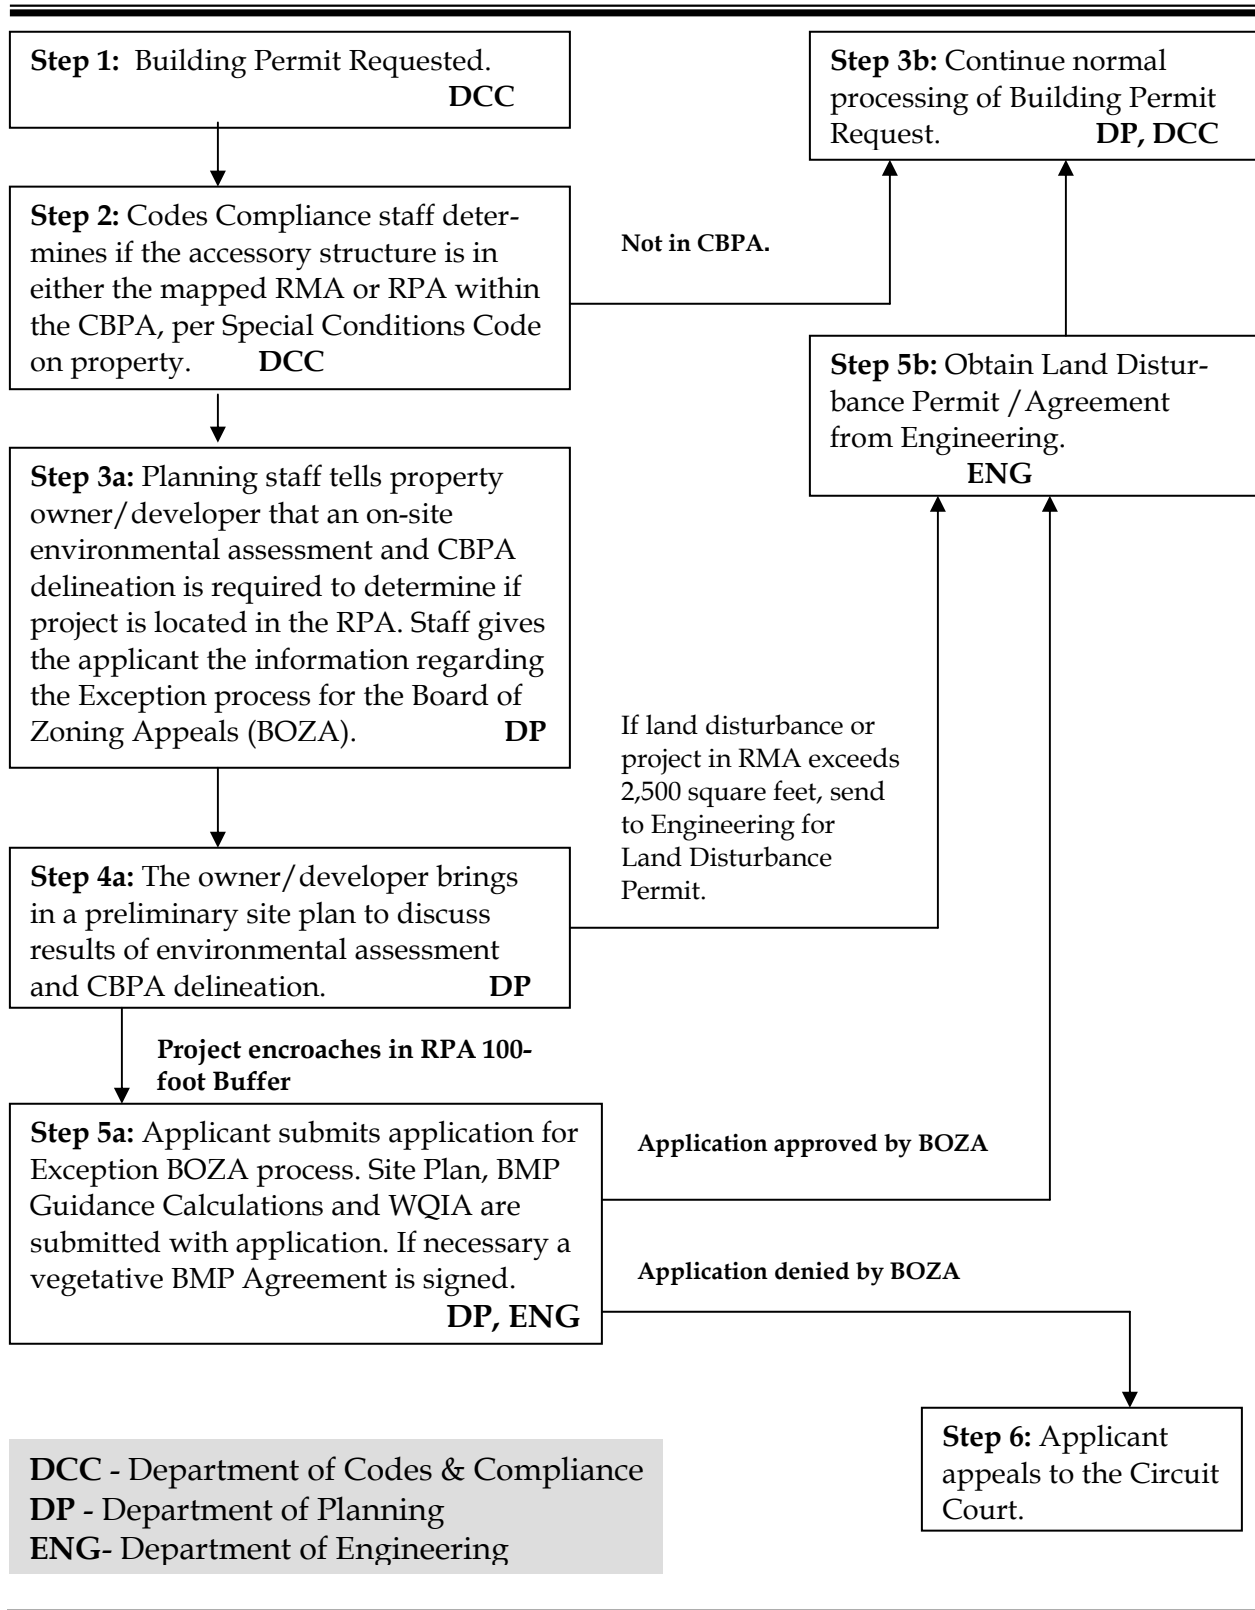 Step 1: Building Permit Requested.
DCC
Step 2: Codes Compliance staff deter-
mines if the accessory structure is in
either the mapped RMA or RPA within
the CBPA, per Special Conditions Code
on property. DCC
Not in CBPA.
Step 3b: Continue normal
processing of Building Permit
Request. DP, DCC
Step 3a: Planning staff tells property
owner/developer that an on-site
environmental assessment and CBPA
delineation is required to determine if
project is located in the RPA. Staff gives
the applicant the information regarding
the Exception process for the Board of
Zoning Appeals (BOZA). DP
Step 4a: The owner/developer brings
in a preliminary site plan to discuss
results of environmental assessment
and CBPA delineation. DP
If land disturbance or
project in RMA exceeds
2,500 square feet, send
to Engineering for
Land Disturbance
Permit.
Step 5b: Obtain Land Distur-
bance Permit /Agreement
from Engineering.
ENG
Project encroaches in RPA 100-
foot Buffer
Step 5a: Applicant submits application for
Exception BOZA process. Site Plan, BMP
Guidance Calculations and WQIA are
submitted with application. If necessary a
vegetative BMP Agreement is signed.
DP, ENG
Application approved by BOZA
Application denied by BOZA
Step 6: Applicant
appeals to the Circuit
Court.
DCC - Department of Codes & Compliance
DP - Department of Planning
ENG- Department of Engineering